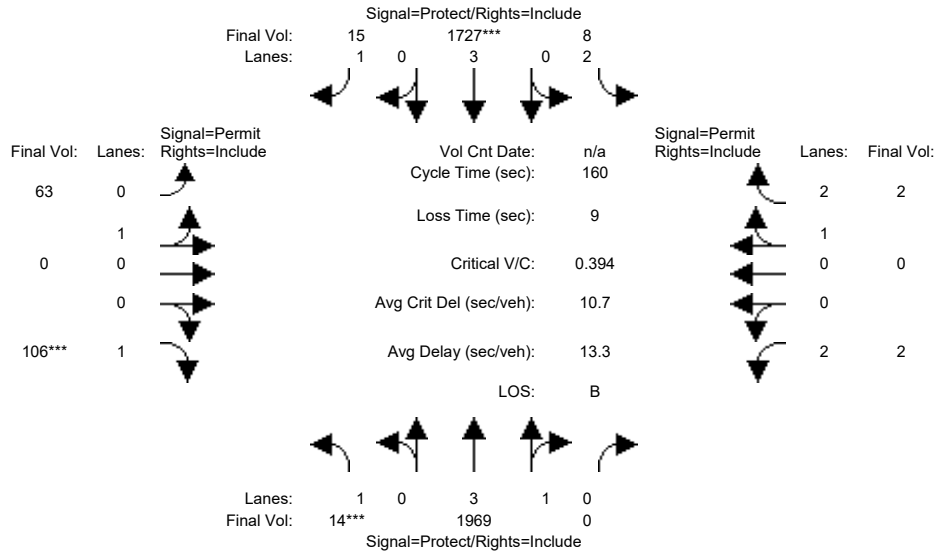 Signal=Protect/Rights=Include
Final Vol: 15 1727*** 8
Lanes: 1 0 3 0 2
Signal=Permit Signal=Permit
Final Vol: Lanes: Rights=Include Vol Cnt Date: n/a Rights=Include Lanes: Final Vol:
Cycle Time (sec): 160
63 0 2 2
Loss Time (sec): 9
1 1
0 0 Critical V/C: 0.394 0 0
0 Avg Crit Del (sec/veh): 10.7 0
106*** 1 Avg Delay (sec/veh): 13.3 2 2
LOS: B
Lanes: 1 0 3 1 0
Final Vol: 14*** 1969 0
Signal=Protect/Rights=Include